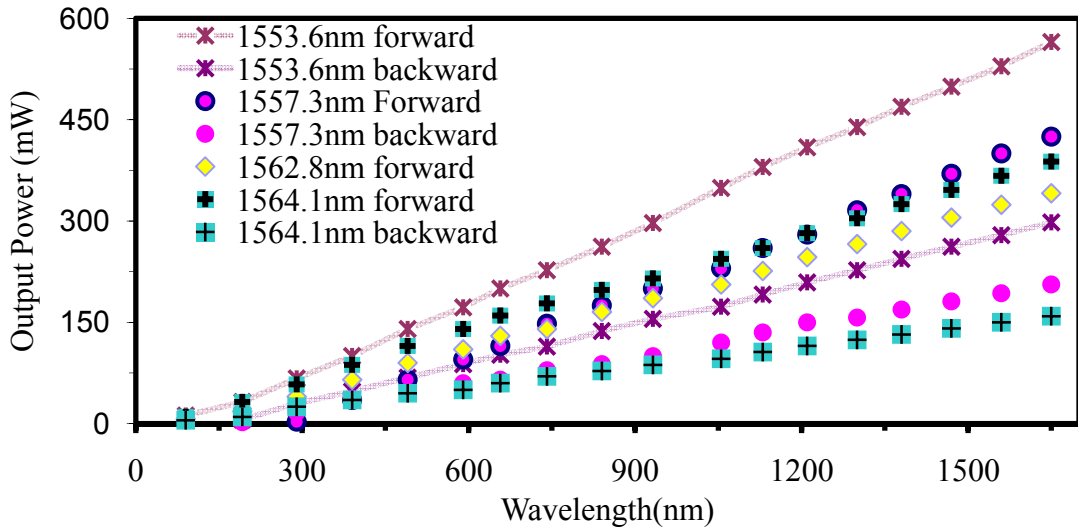 600
450
300
150
0
Output Power (mW)
1553.6nm forward
1553.6nm backward
1557.3nm Forward
1557.3nm backward
1562.8nm forward
1564.1nm forward
1564.1nm backward
0 300 600 900 1200 1500
Wavelength(nm)